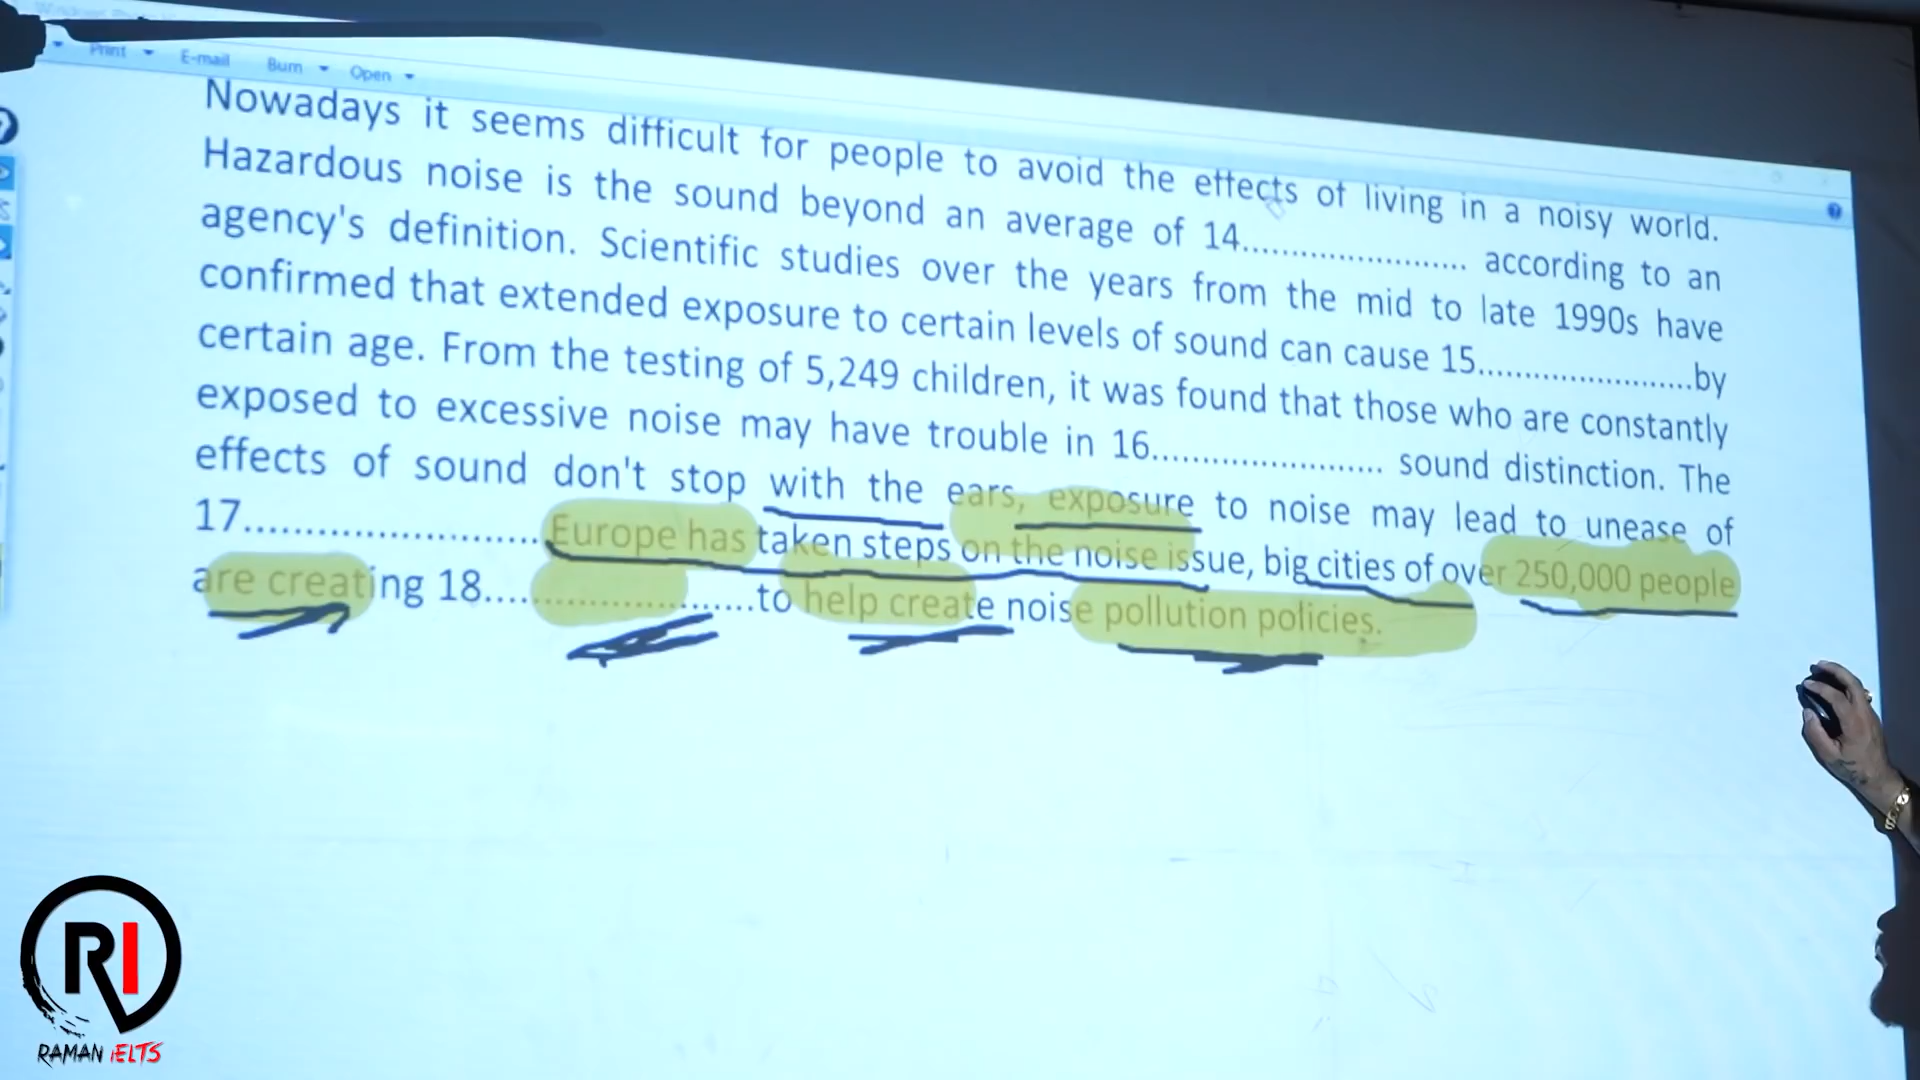 Print E-mail Burn Open
Nowadays it seems difficult for people to avoid the effects of living in a noisy world.
Hazardous noise is the sound beyond an average of 14........................ according to an
agency's definition. Scientific studies over the years from the mid to late 1990s have
confirmed that extended exposure to certain levels of sound can cause 15........................by
certain age. From the testing of 5,249 children, it was found that those who are constantly
exposed to excessive noise may have trouble in 16........................ sound distinction. The
effects of sound don't stop with the ears, exposure to noise may lead to unease of
17........................Europe has taken steps on the noise issue, big cities of over 250,000 people
are creating 18........................to help create noise pollution policies.
RI
RAMAN iELTS